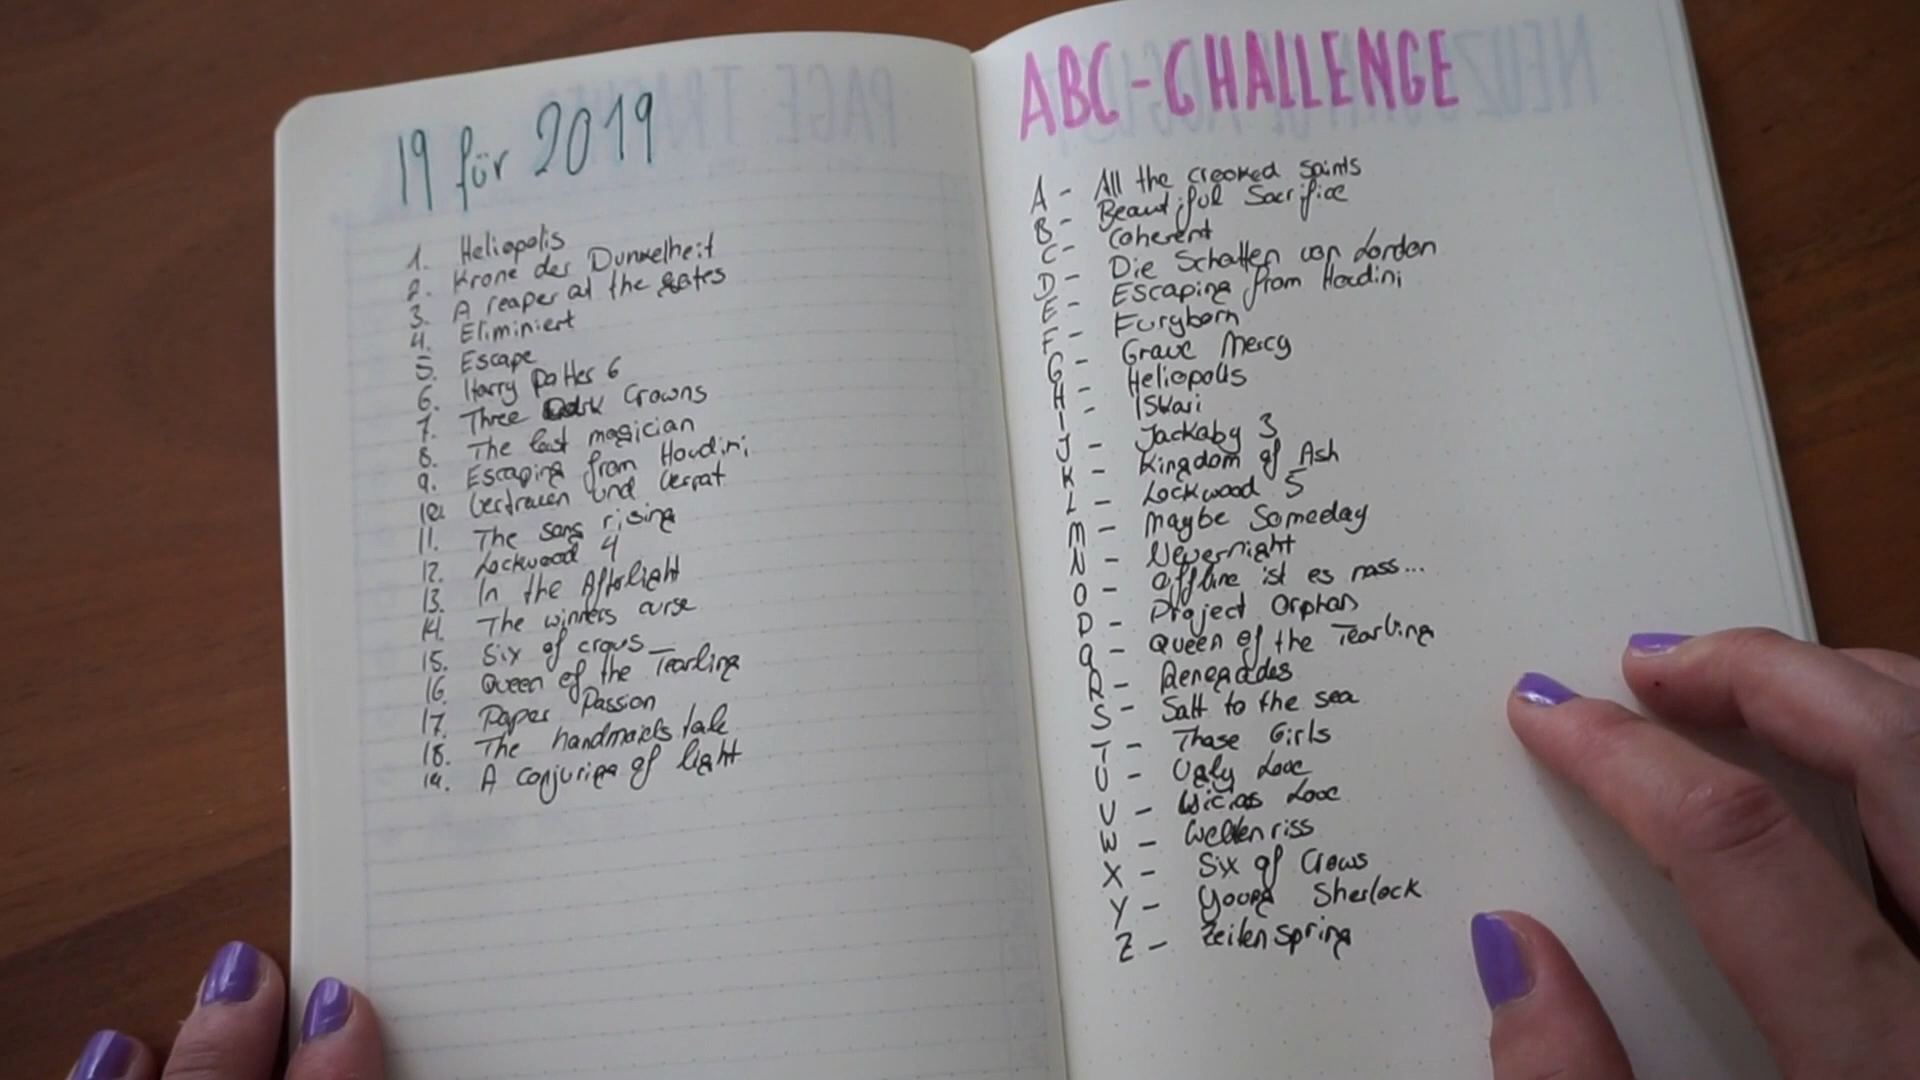 19 für 2019
1. Heliopolis
2. Krone der Dunkelheit
3. A reaper at the gates
4. Eliminiert
5. Escape
6. Harry Potter 6
7. Three Dark Crowns
8. The last magician
9. Escaping from Houdini
10. Vertrauen und Verrat
11. The song rising
12. Lockwood 4
13. In the Afterlight
14. The winners curse
15. Six of crows
16. Queen of the Tearling
17. Paper Passion
18. The handmaids tale
19. A conjuring of light
ABC-CHALLENGE
A - All the crooked saints
B - Beautiful Sacrifice
C - Coherent
D - Die Schatten von London
E - Escaping from Houdini
F - Furyborn
G - Grave Mercy
H - Heliopolis
I - Iskari
J - Jackaby 3
K - Kingdom of Ash
L - Lockwood 5
M - Maybe Someday
N - Nevernight
O - Offline ist es nass...
P - Project Orphan
Q - Queen of the Tearling
R - Renegades
S - Salt to the sea
T - Those Girls
U - Ugly Love
V - Vicious Love
W - Weltenriss
X - Six of Crows
Y - Young Sherlock
Z - Zeilenspring
PAGE